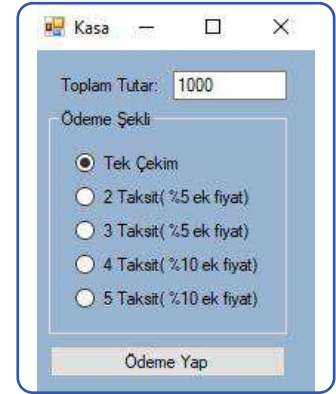 Kasa
Toplam Tutar: 1000
Ödeme Şekli
Tek Çekim
2 Taksit( %5 ek fiyat)
3 Taksit( %5 ek fiyat)
4 Taksit( %10 ek fiyat)
5 Taksit( %10 ek fiyat)
Ödeme Yap